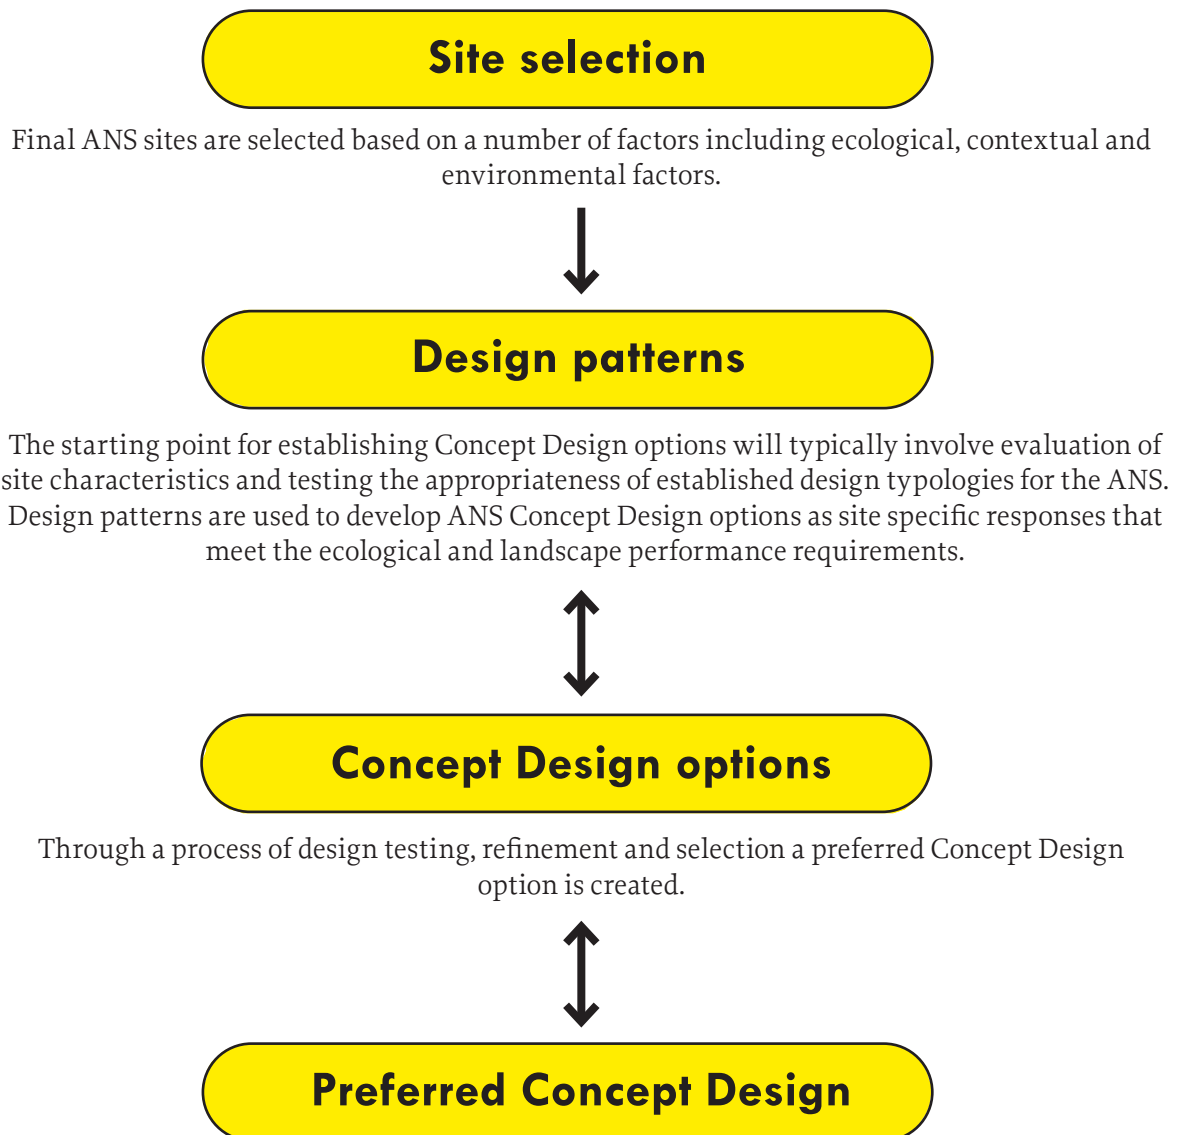 Site selection
Final ANS sites are selected based on a number of factors including ecological, contextual and
environmental factors.
Design patterns
The starting point for establishing Concept Design options will typically involve evaluation of
site characteristics and testing the appropriateness of established design typologies for the ANS.
Design patterns are used to develop ANS Concept Design options as site specific responses that
meet the ecological and landscape performance requirements.
Concept Design options
Through a process of design testing, refinement and selection a preferred Concept Design
option is created.
Preferred Concept Design